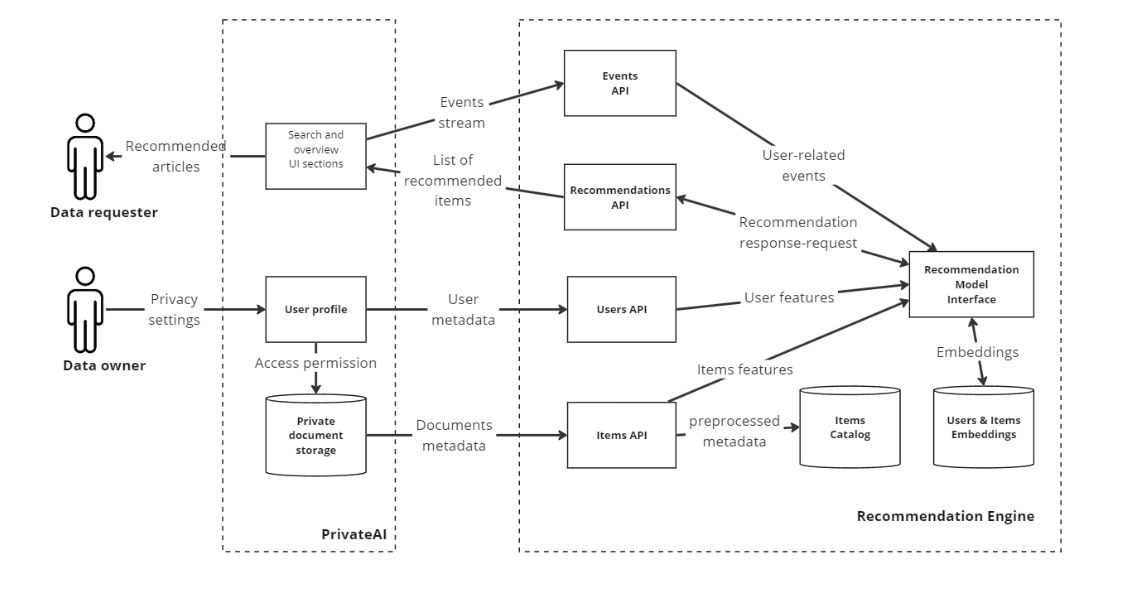 Events
API
Events
stream
Search and
overview
UI sections
Recommended
articles
Data requester
List of
recommended
items
Recommendations
API
User-related
events
Recommendation
response-request
Recommendation
Model
Interface
Privacy
settings
Data owner
User profile
User
metadata
Users API
User features
Access permission
Items features
Embeddings
Private
document
storage
Documents
metadata
Items API
preprocessed
metadata
Items
Catalog
Users & Items
Embeddings
PrivateAI
Recommendation Engine